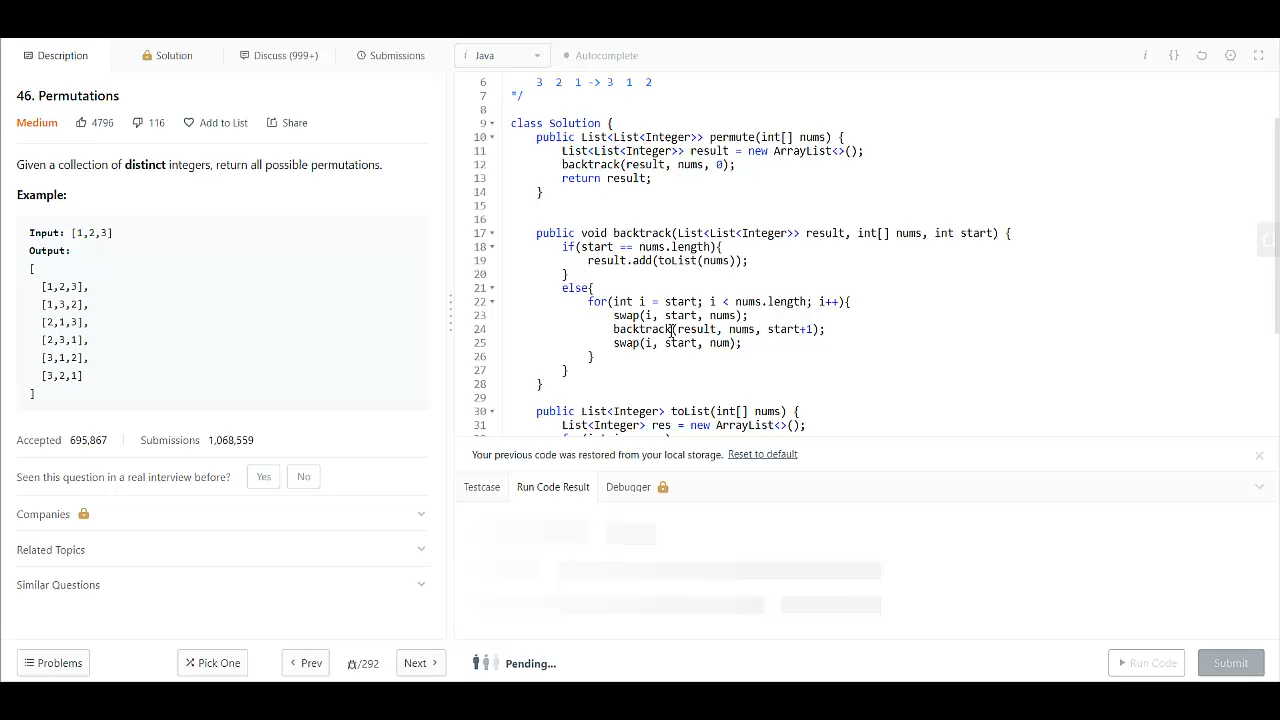 Description
Solution
Discuss (999+)
Submissions
i Java
Autocomplete
46. Permutations
Medium
4796
116
Add to List
Share
Given a collection of distinct integers, return all possible permutations.
Example:
Input: [1,2,3]
Output:
[
[1,2,3],
[1,3,2],
[2,1,3],
[2,3,1],
[3,1,2],
[3,2,1]
]
Accepted 695,867
Submissions 1,068,559
Seen this question in a real interview before?
Yes
No
Companies
Related Topics
Similar Questions
Problems
Pick One
Prev
/292
Next
6 3 2 1 -> 3 1 2
7 */
8
9 class Solution {
10 public List<List<Integer>> permute(int[] nums) {
11 List<List<Integer>> result = new ArrayList<>();
12 backtrack(result, nums, 0);
13 return result;
14 }
15
16
17 public void backtrack(List<List<Integer>> result, int[] nums, int start) {
18 if(start == nums.length){
19 result.add(toList(nums));
20 }
21 else{
22 for(int i = start; i < nums.length; i++){
23 swap(i, start, nums);
24 backtrack(result, nums, start+1);
25 swap(i, start, num);
26 }
27 }
28 }
29
30 public List<Integer> toList(int[] nums) {
31 List<Integer> res = new ArrayList<>();
Your previous code was restored from your local storage. Reset to default
Testcase
Run Code Result
Debugger
Pending...
Run Code
Submit